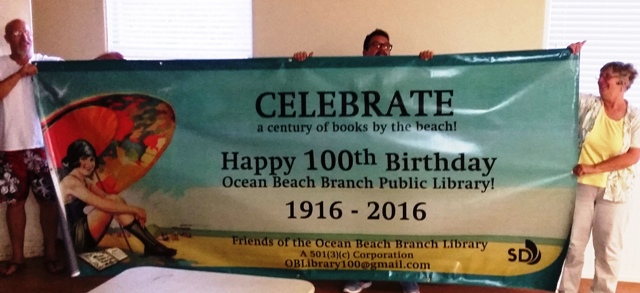 CELEBRATE
a century of books by the beach!
Happy 100th Birthday
Ocean Beach Branch Public Library!
1916 - 2016
Friends of the Ocean Beach Branch Library
A 501(3)(c) Corporation
OBLibrary100@gmail.com
SD